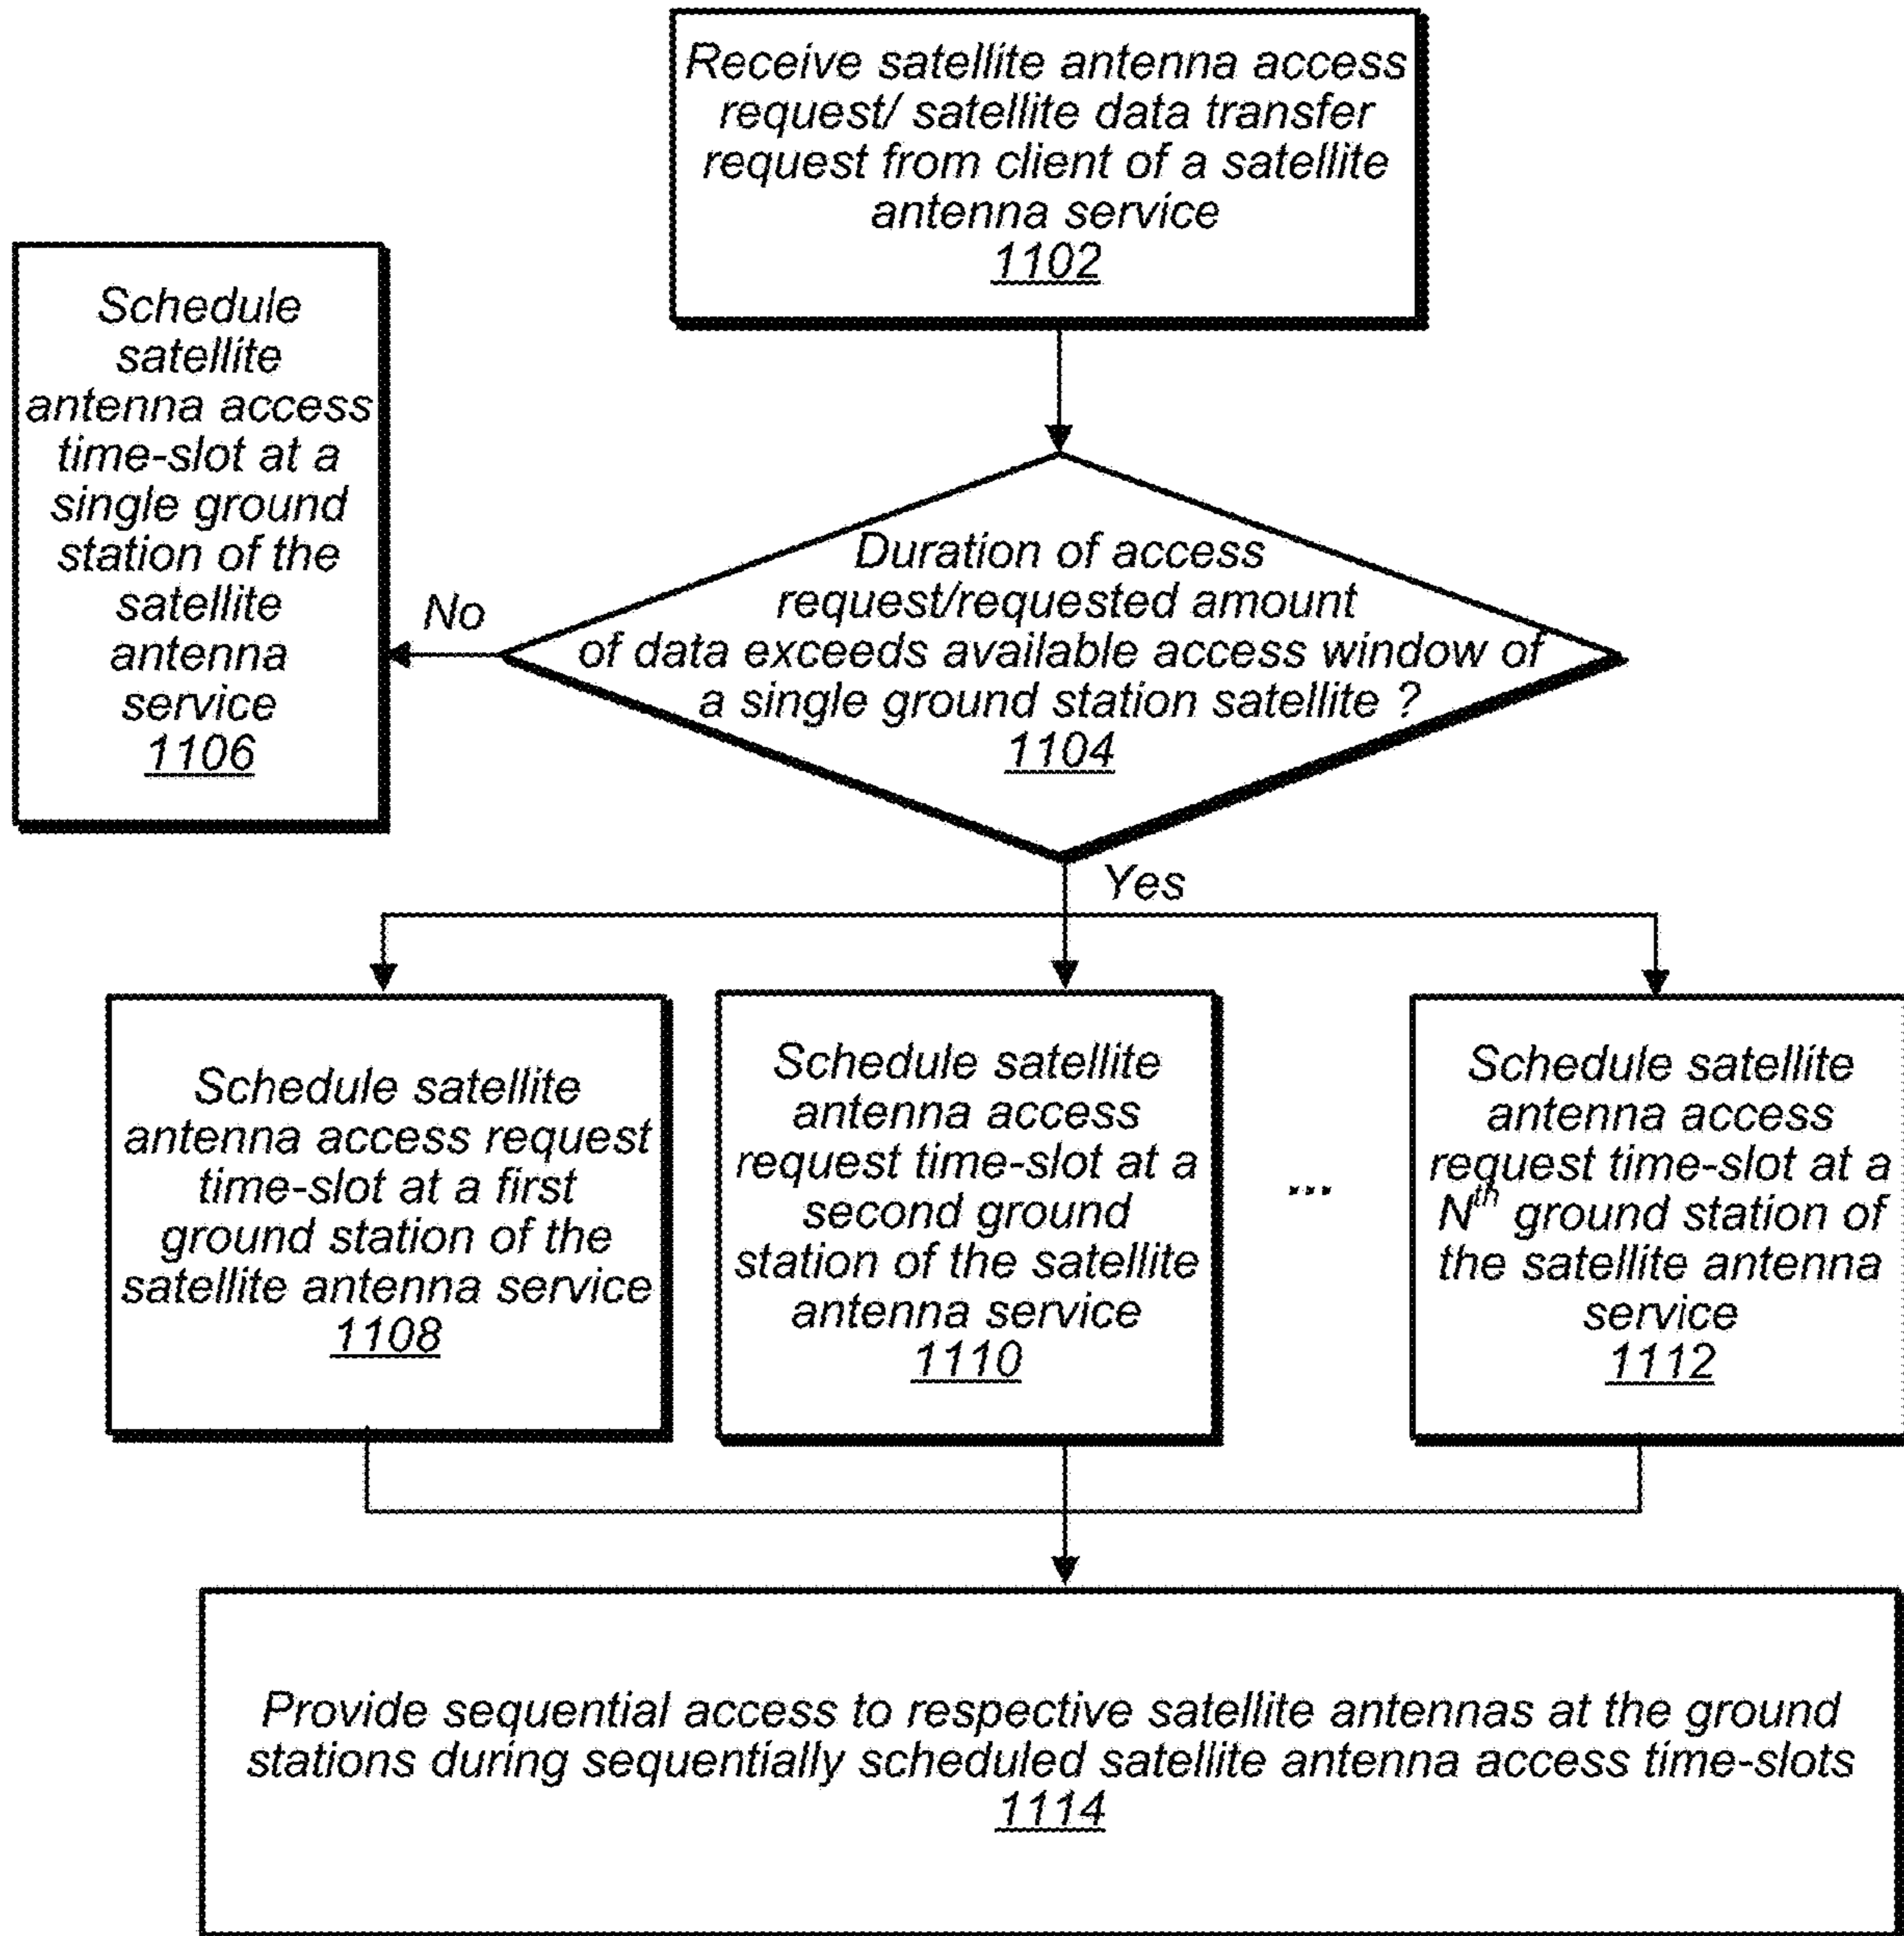 Receive satellite antenna access
request/ satellite data transfer
request from client of a satellite
antenna service
1102
Schedule
satellite
antenna access
time-slot at a
single ground
station of the
satellite
antenna
service
1106
No
Duration of access
request/requested amount
of data exceeds available access window of
a single ground station satellite ?
1104
Yes
Schedule satellite
antenna access request
time-slot at a first
ground station of the
satellite antenna service
1108
Schedule satellite
antenna access
request time-slot at a
second ground
station of the satellite
antenna service
1110
...
Schedule satellite
antenna access
request time-slot at a
Nth ground station of
the satellite antenna
service
1112
Provide sequential access to respective satellite antennas at the ground
stations during sequentially scheduled satellite antenna access time-slots
1114